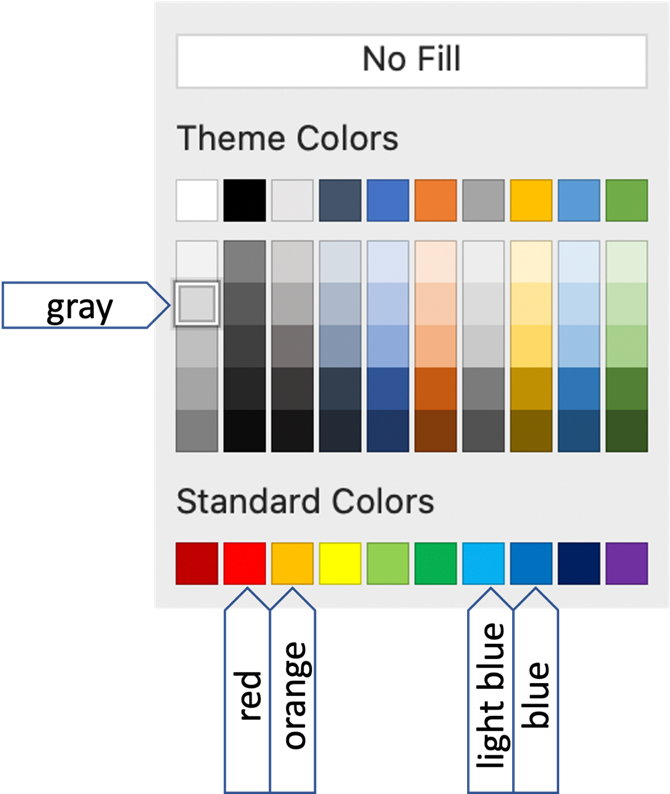 No Fill
Theme Colors
gray
Standard Colors
red
orange
light blue
blue